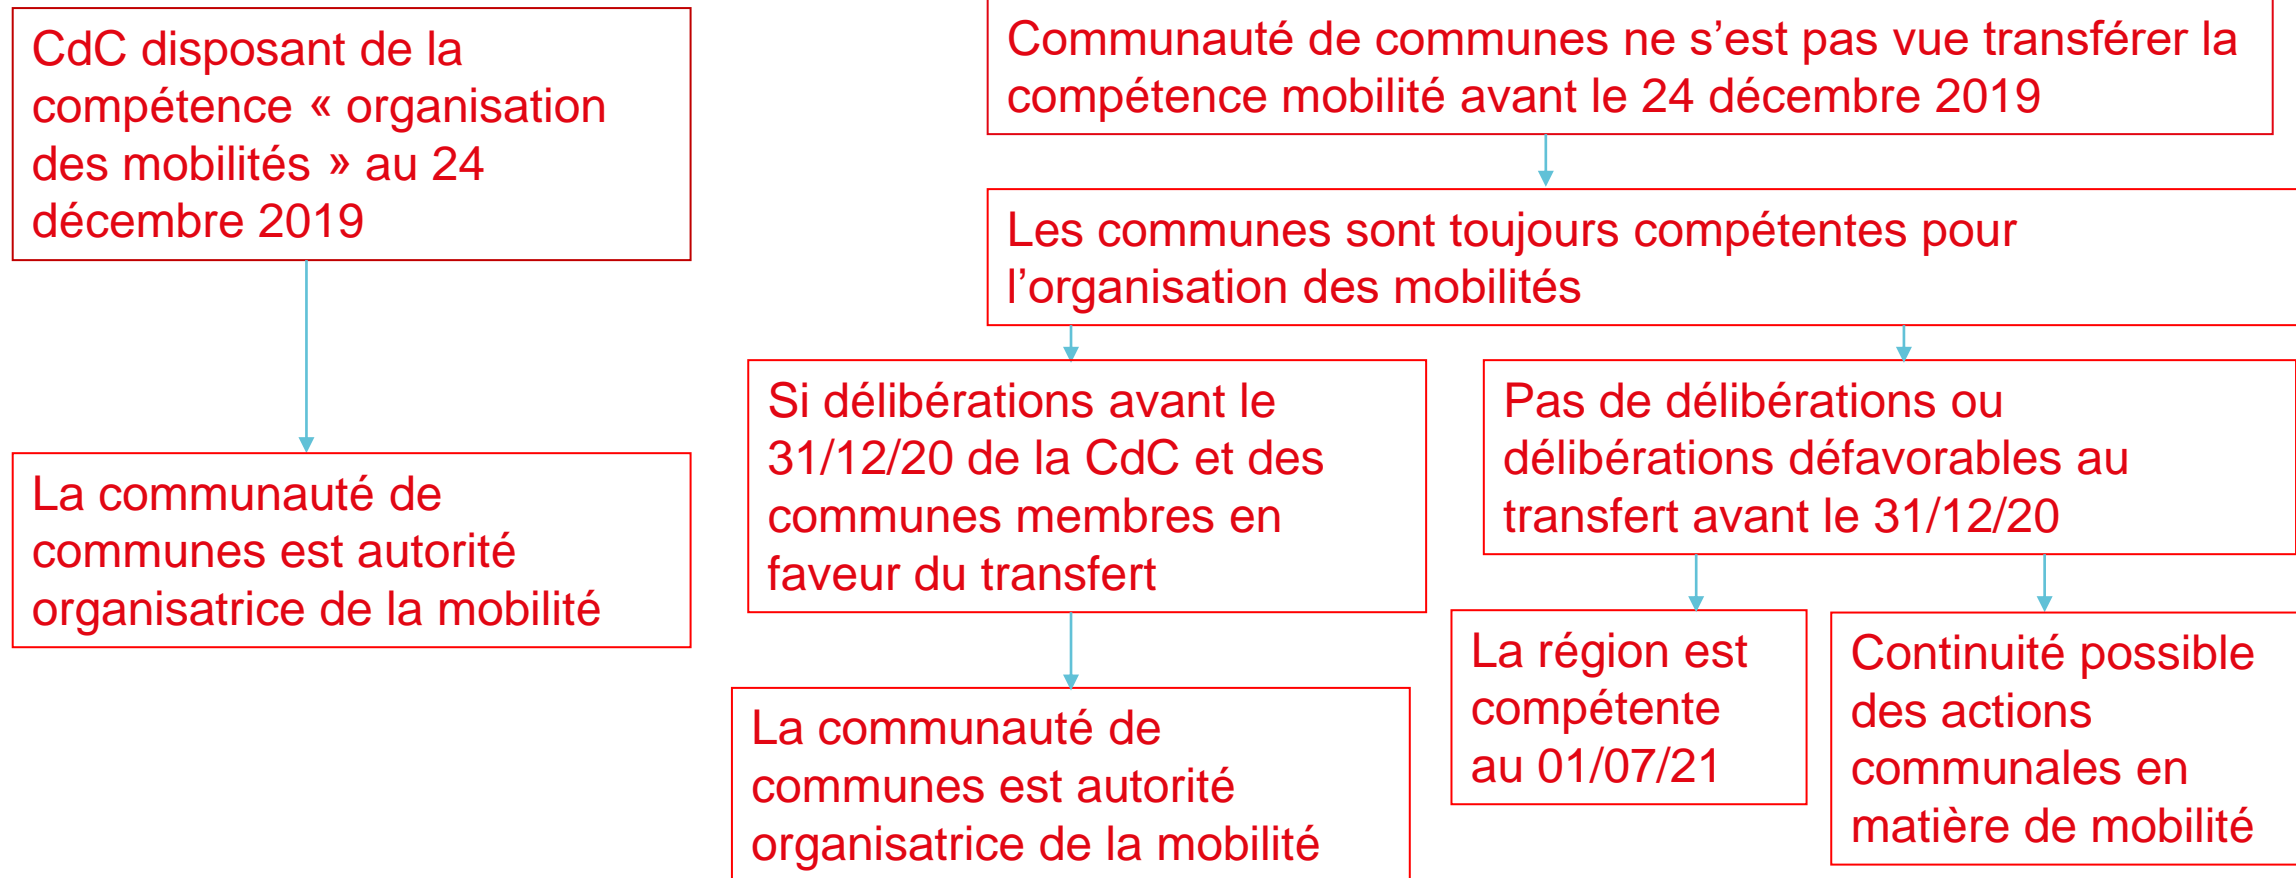 CdC disposant de la
compétence « organisation
des mobilités » au 24
décembre 2019
La communauté de
communes est autorité
organisatrice de la mobilité
Communauté de communes ne s’est pas vue transférer la
compétence mobilité avant le 24 décembre 2019
Les communes sont toujours compétentes pour
l’organisation des mobilités
Si délibérations avant le
31/12/20 de la CdC et des
communes membres en
faveur du transfert
La communauté de
communes est autorité
organisatrice de la mobilité
Pas de délibérations ou
délibérations défavorables au
transfert avant le 31/12/20
La région est
compétente
au 01/07/21
Continuité possible
des actions
communales en
matière de mobilité